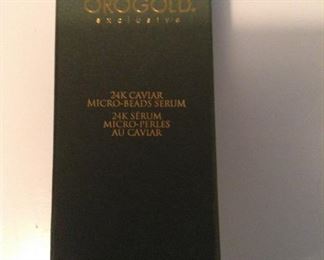 OROGOLD.
exclusive
24K CAVIAR
MICRO-BEADS SERUM
24K SÉRUM
MICRO-PERLES
AU CAVIAR